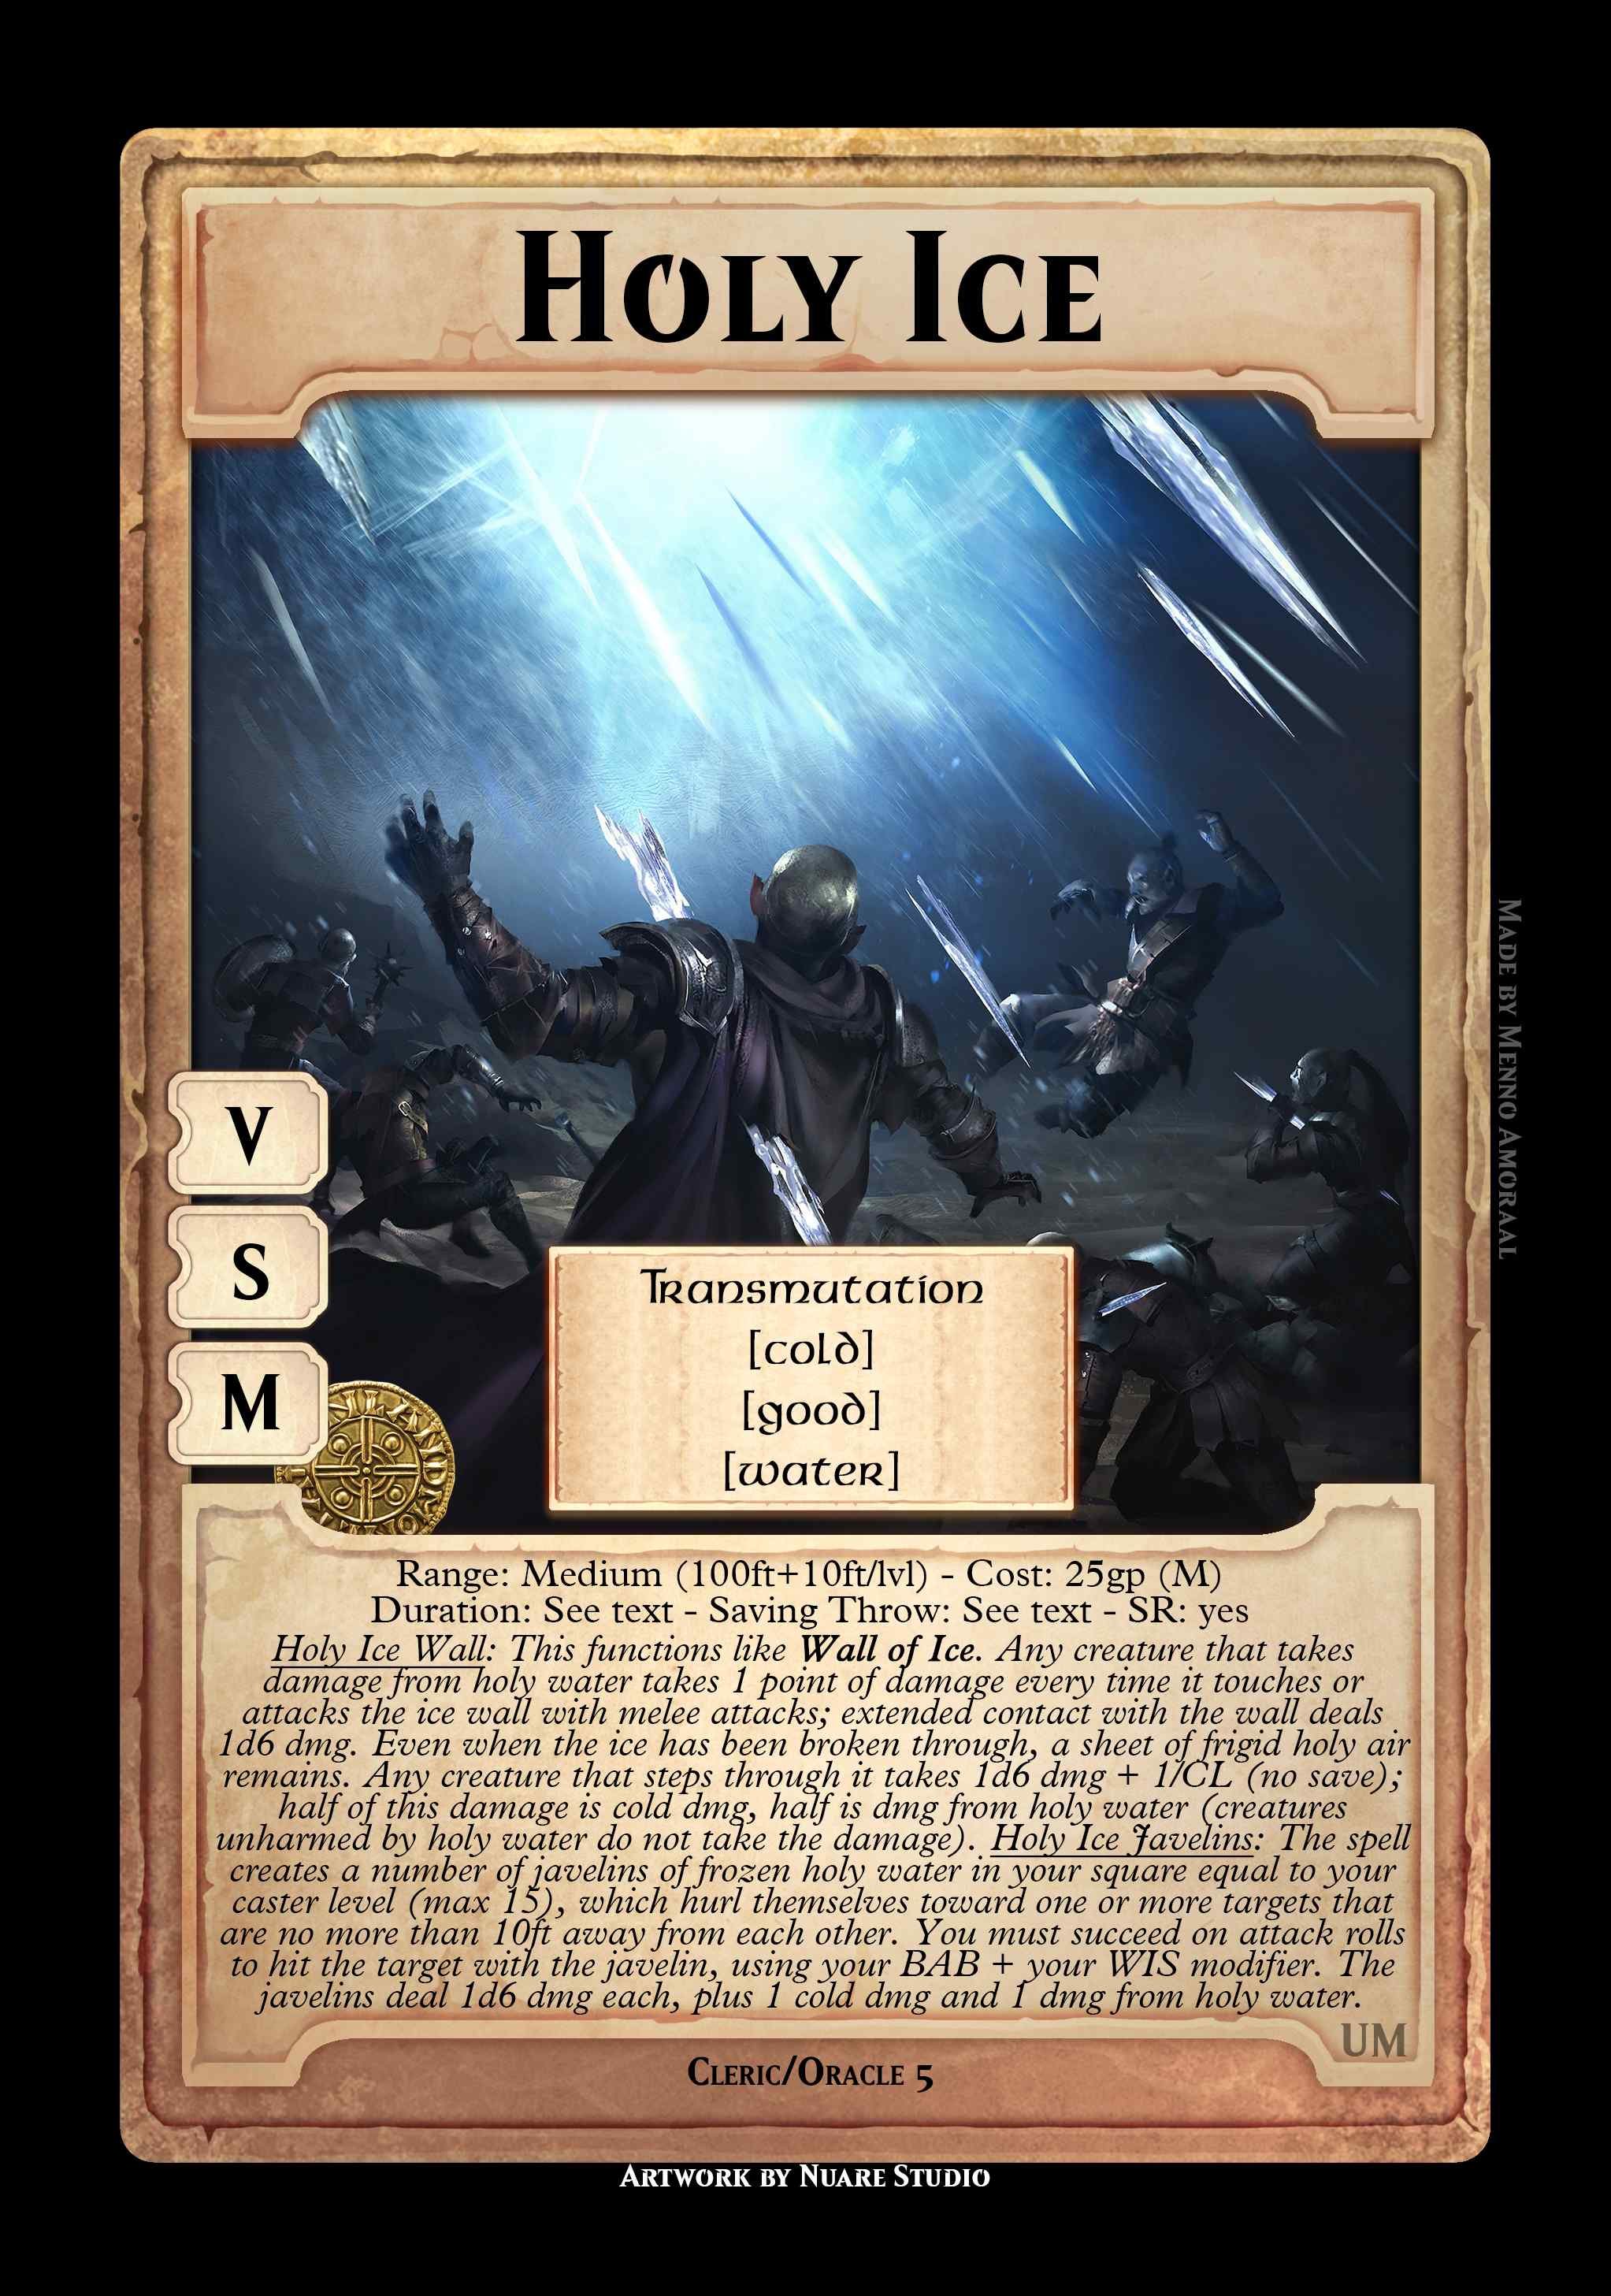 Holy Ice
V
S
M
Transmutation
[cold]
[good]
[water]
Range: Medium (100ft+10ft/lvl) - Cost: 25gp (M)
Duration: See text - Saving Throw: See text - SR: yes
Holy Ice Wall: This functions like Wall of Ice. Any creature that takes
damage from holy water takes 1 point of damage every time it touches or
attacks the ice wall with melee attacks; extended contact with the wall deals
1d6 dmg. Even when the ice has been broken through, a sheet of frigid holy air
remains. Any creature that steps through it takes 1d6 dmg + 1/CL (no save);
half of this damage is cold dmg, half is dmg from holy water (creatures
unharmed by holy water do not take the damage). Holy Ice Javelins: The spell
creates a number of javelins of frozen holy water in your square equal to your
caster level (max 15), which hurl themselves toward one or more targets that
are no more than 10ft away from each other. You must succeed on attack rolls
to hit the target with the javelin, using your BAB + your WIS modifier. The
javelins deal 1d6 dmg each, plus 1 cold dmg and 1 dmg from holy water.
UM
Cleric/Oracle 5
Artwork by Nuare Studio
Made by Menno Amoraal